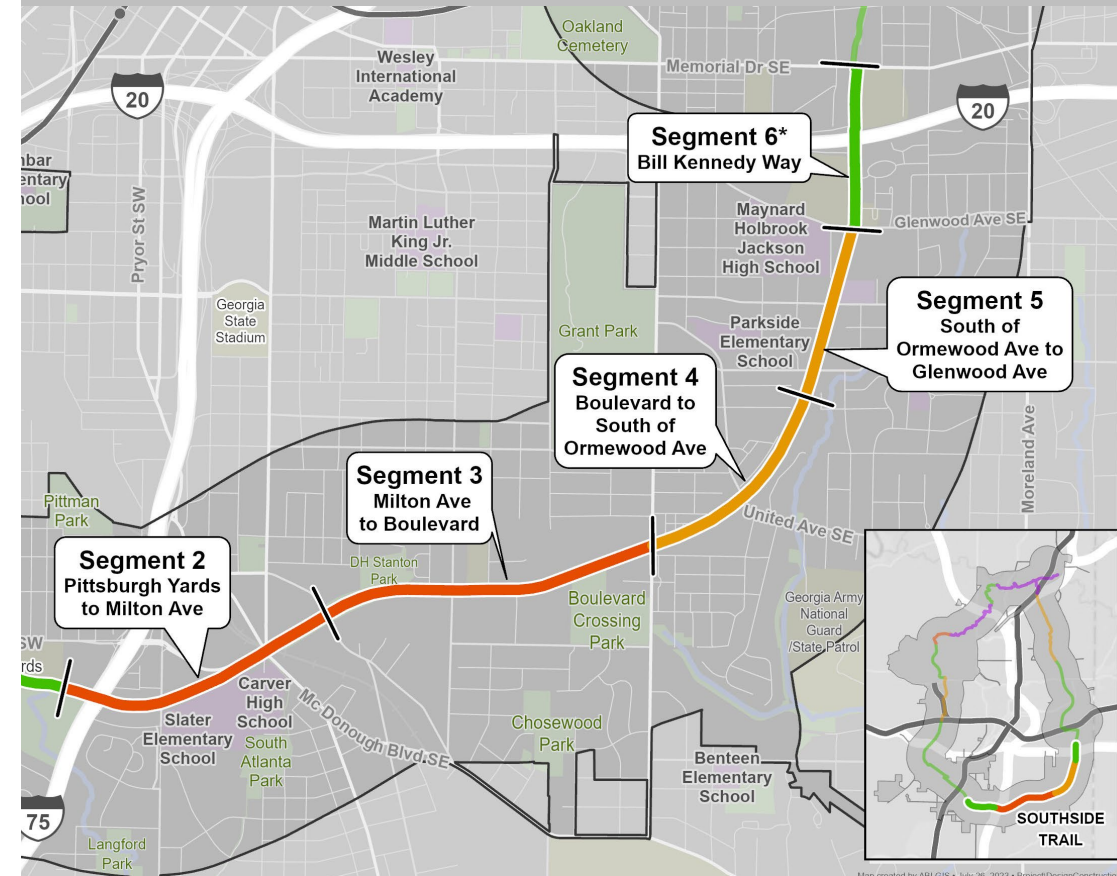 Oakland
Cemetery
Wesley
International
Academy
Memorial Dr SE
20
20
Segment 6*
Bill Kennedy Way
Pryor St SW
Martin Luther
King Jr.
Middle School
Maynard
Holbrook
Jackson
High School
Glenwood Ave SE
Georgia
State
Stadium
Grant Park
Parkside
Elementary
School
Segment 5
South of
Ormewood Ave to
Glenwood Ave
Segment 4
Boulevard to
South of
Ormewood Ave
Moreland Ave
Segment 3
Milton Ave
to Boulevard
Pittman
Park
United Ave SE
Segment 2
Pittsburgh Yards
to Milton Ave
DH Stanton
Park
Boulevard
Crossing
Park
Georgia Army
National
Guard
/State Patrol
SW
rds
Carver
High
School
Slater
Elementary
School
South
Atlanta
Park
Mc Donough Blvd SE
Chosewood
Park
Benteen
Elementary
School
75
Langford
Park
SOUTHSIDE
TRAIL